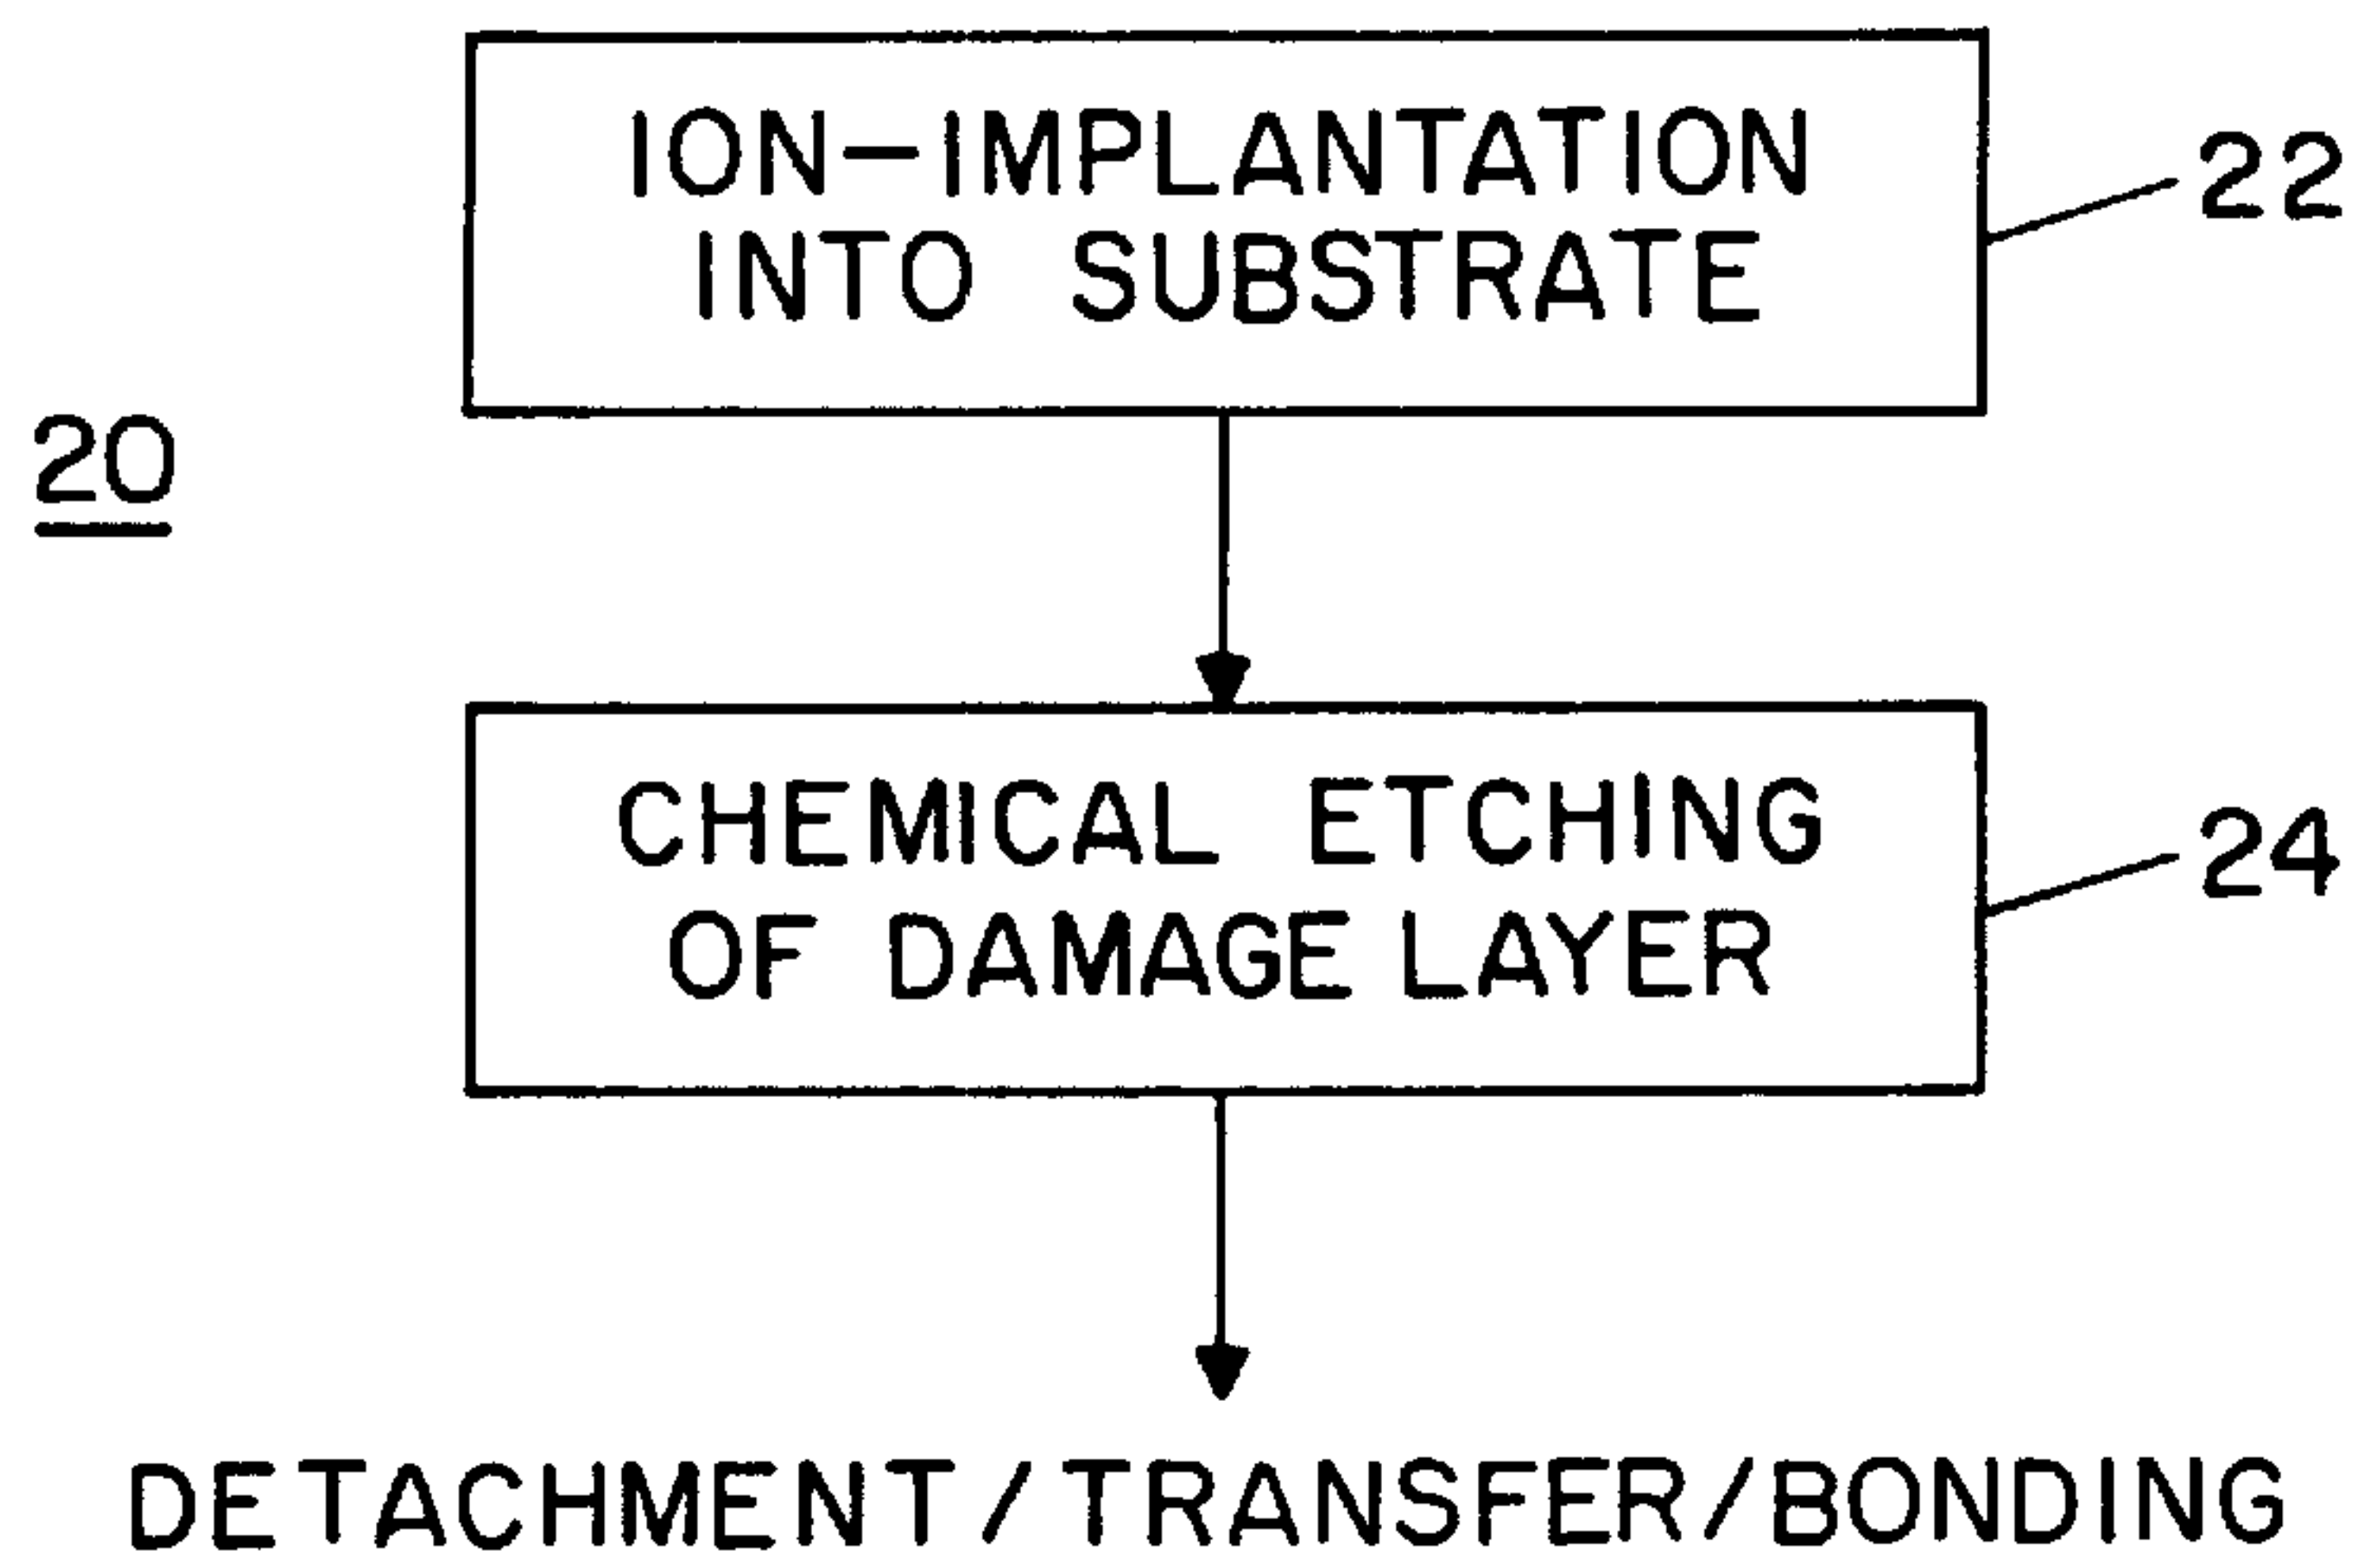 ION-IMPLANTATION
INTO SUBSTRATE
22
20
CHEMICAL ETCHING
OF DAMAGE LAYER
24
DETACHMENT/TRANSFER/BONDING